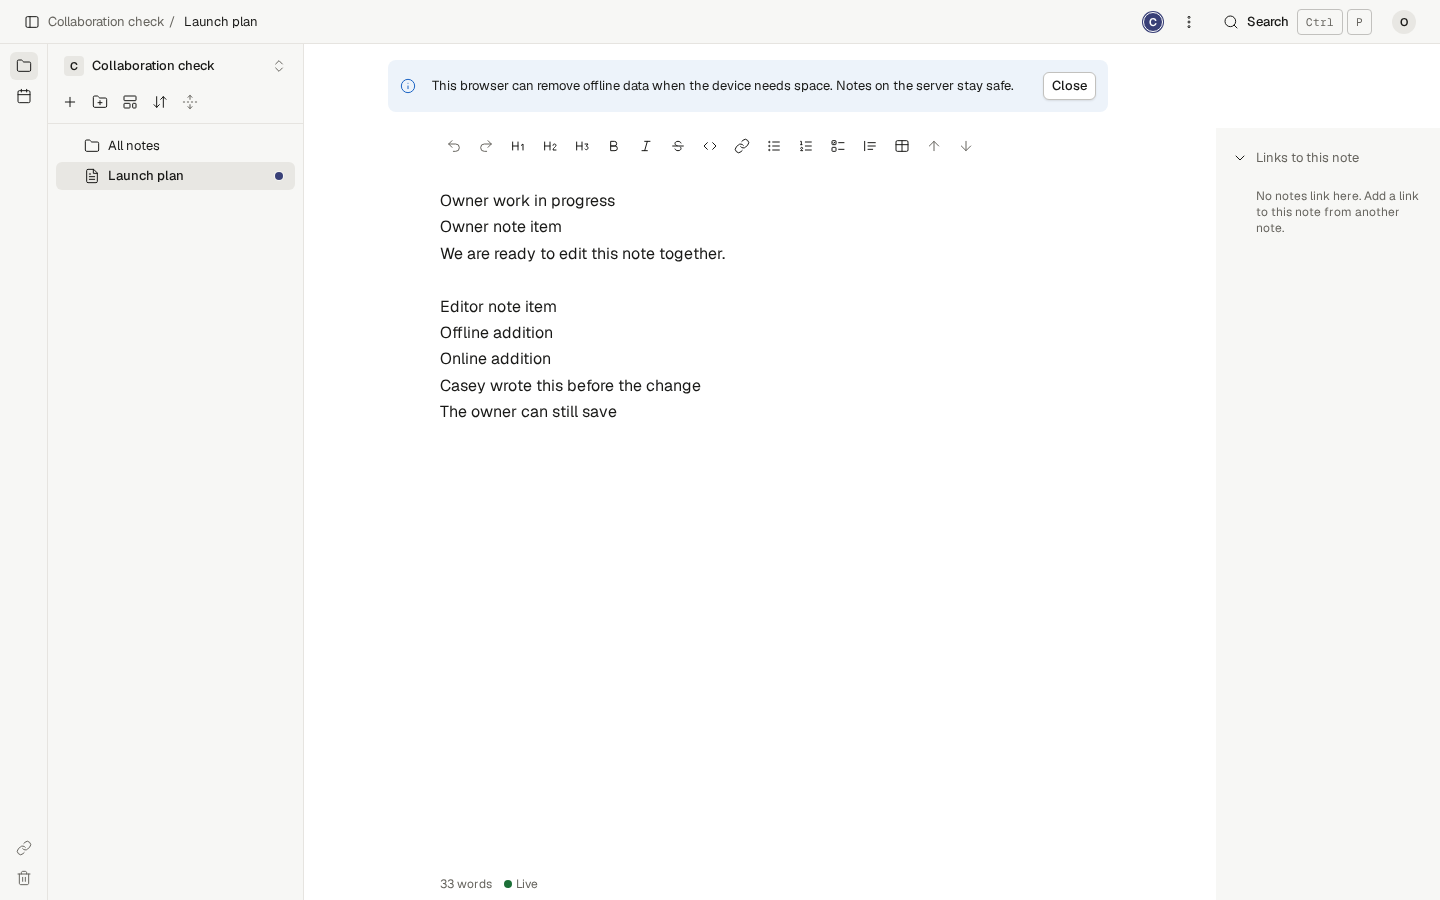 Collaboration check / Launch plan
C
Search Ctrl P
O
C Collaboration check
All notes
Launch plan
This browser can remove offline data when the device needs space. Notes on the server stay safe.
Close
H1 H2 H3 B I S
Owner work in progress
Owner note item
We are ready to edit this note together.
Editor note item
Offline addition
Online addition
Casey wrote this before the change
The owner can still save
33 words Live
Links to this note
No notes link here. Add a link
to this note from another
note.